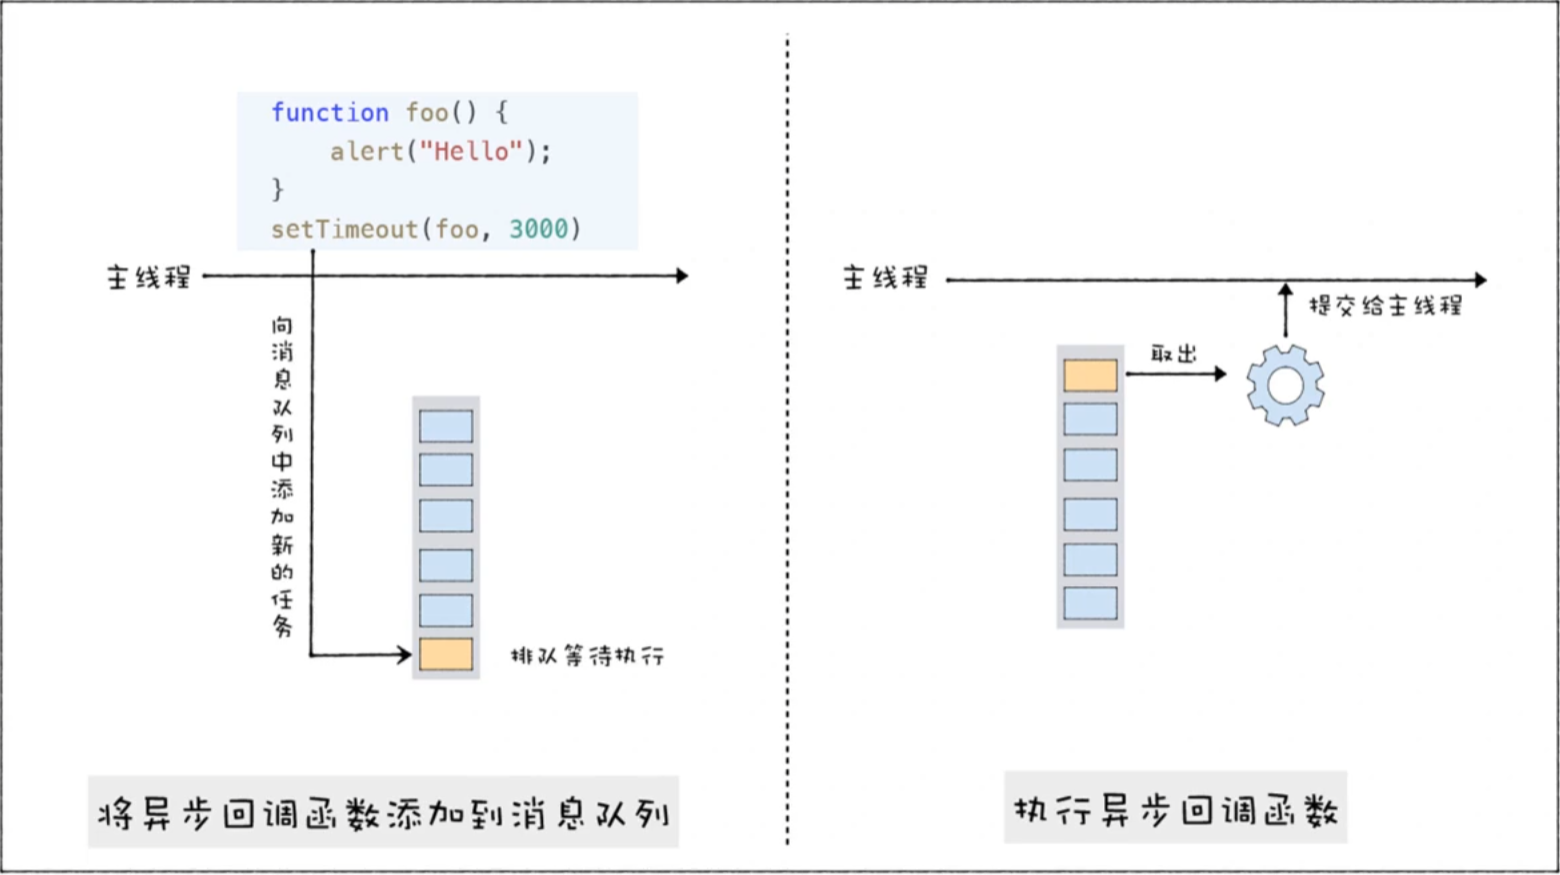 function foo() {
    alert("Hello");
}
setTimeout(foo, 3000)
主线程
向消息队列中添加新的任务
排队等待执行
将异步回调函数添加到消息队列
主线程
提交给主线程
取出
执行异步回调函数